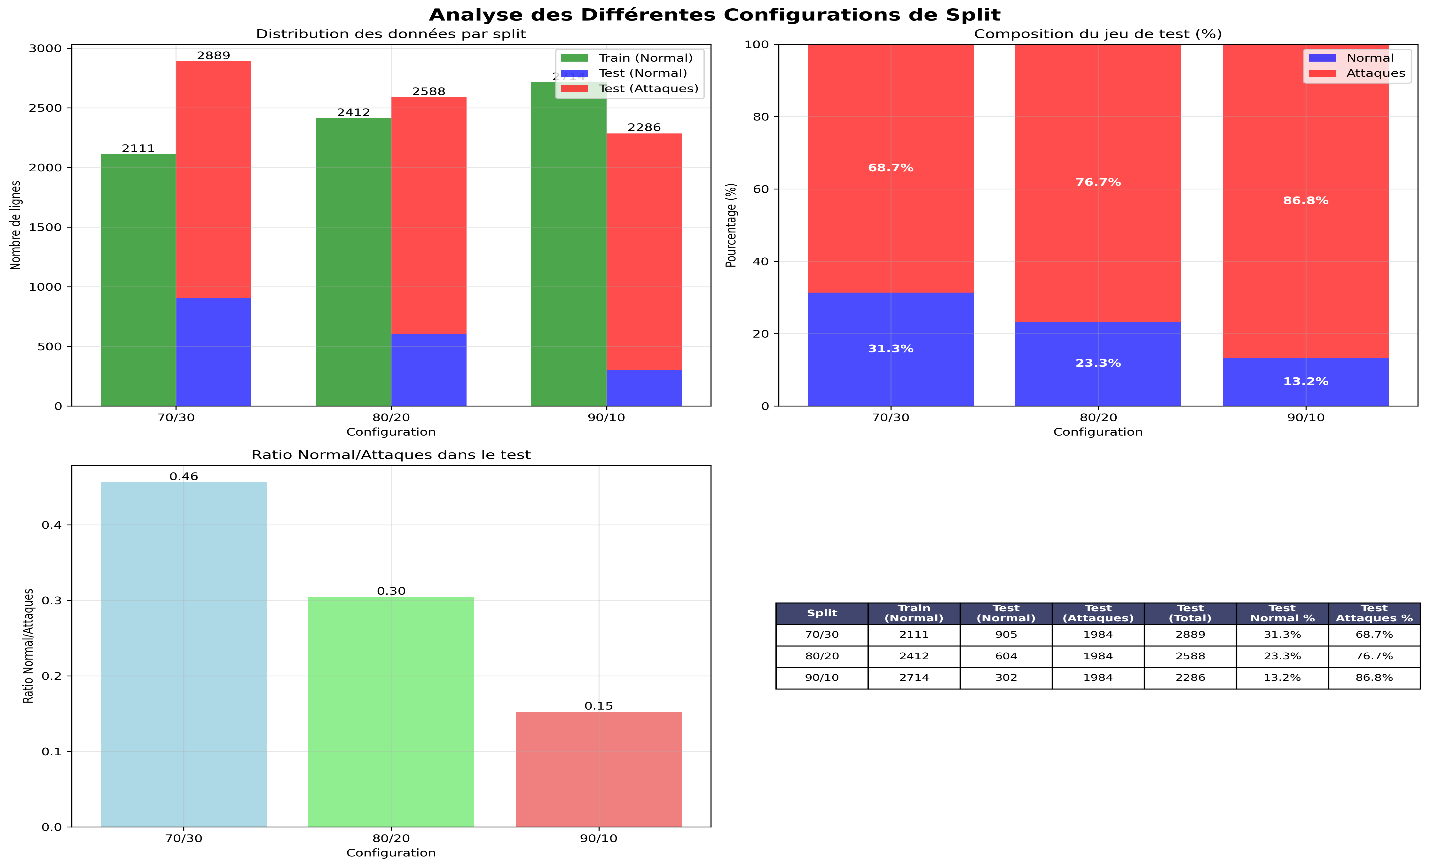 Analyse des Différentes Configurations de Split
Distribution des données par split
3000
2500
2000
1500
1000
500
0
Nombre de lignes
2111
2889
2412
2588
2714
2286
Train (Normal)
Test (Normal)
Test (Attaques)
70/30
80/20
90/10
Configuration
Composition du jeu de test (%)
100
80
60
40
20
0
Pourcentage (%)
Normal
Attaques
68.7%
76.7%
86.8%
31.3%
23.3%
13.2%
70/30
80/20
90/10
Configuration
Ratio Normal/Attaques dans le test
0.4
0.3
0.2
0.1
0.0
Ratio Normal/Attaques
0.46
0.30
0.15
70/30
80/20
90/10
Configuration
Split Train (Normal) Test (Normal) Test (Attaques) Test (Total) Test Normal % Test Attaques %
70/30 2111 905 1984 2889 31.3% 68.7%
80/20 2412 604 1984 2588 23.3% 76.7%
90/10 2714 302 1984 2286 13.2% 86.8%